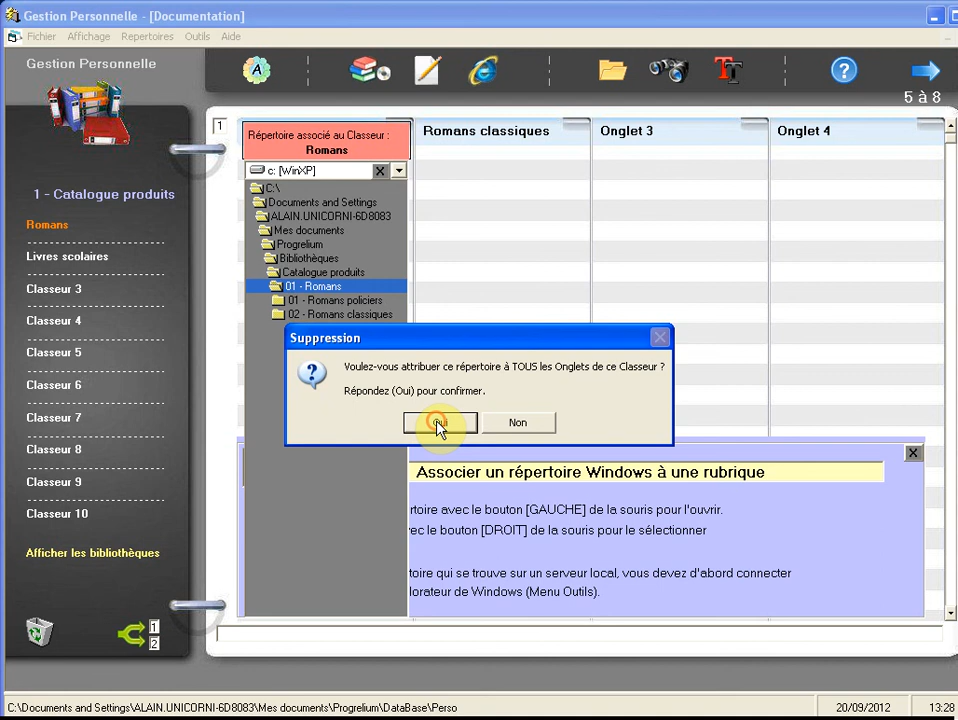 Gestion Personnelle - [Documentation]
Fichier Affichage Repertoires Outils Aide
Gestion Personnelle
A
?
5 à 8
1
Répertoire associé au Classeur :
Romans
Romans classiques
Onglet 3
Onglet 4
c: [WinXP]
C:\
Documents and Settings
ALAIN.UNICORNI-6D8083
Mes documents
Progrelium
Bibliothèques
Catalogue produits
01 - Romans
01 - Romans policiers
02 - Romans classiques
1 - Catalogue produits
Romans
Livres scolaires
Classeur 3
Classeur 4
Classeur 5
Classeur 6
Classeur 7
Classeur 8
Classeur 9
Classeur 10
Afficher les bibliothèques
1
2
Suppression
Voulez-vous attribuer ce répertoire à TOUS les Onglets de ce Classeur ?
Répondez (Oui) pour confirmer.
Oui
Non
Associer un répertoire Windows à une rubrique
rtoire avec le bouton [GAUCHE] de la souris pour l'ouvrir.
vec le bouton [DROIT] de la souris pour le sélectionner
toire qui se trouve sur un serveur local, vous devez d'abord connecter
lorateur de Windows (Menu Outils).
C:\Documents and Settings\ALAIN.UNICORNI-6D8083\Mes documents\Progrelium\DataBase\Perso
20/09/2012
13:28